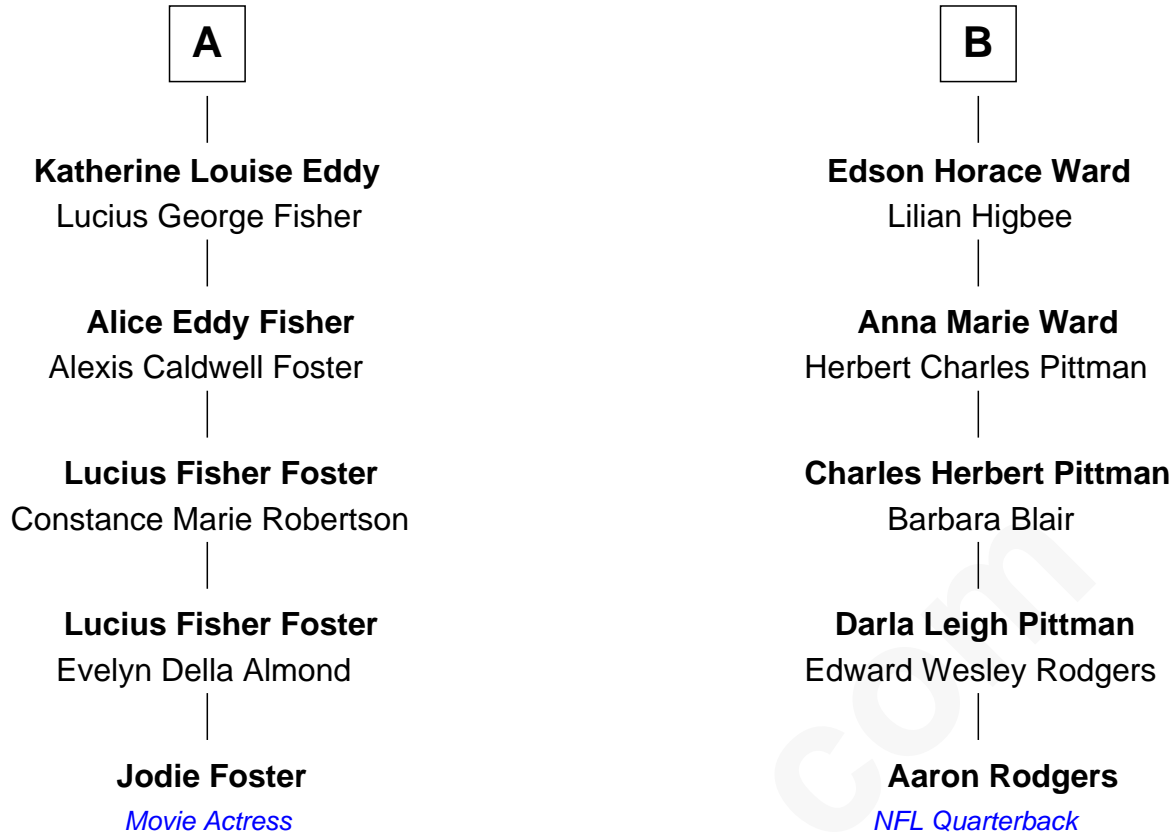 A
B
Katherine Louise Eddy
Lucius George Fisher
Edson Horace Ward
Lilian Higbee
Alice Eddy Fisher
Alexis Caldwell Foster
Anna Marie Ward
Herbert Charles Pittman
Lucius Fisher Foster
Constance Marie Robertson
Charles Herbert Pittman
Barbara Blair
Lucius Fisher Foster
Evelyn Della Almond
Darla Leigh Pittman
Edward Wesley Rodgers
Jodie Foster
Movie Actress
Aaron Rodgers
NFL Quarterback
com